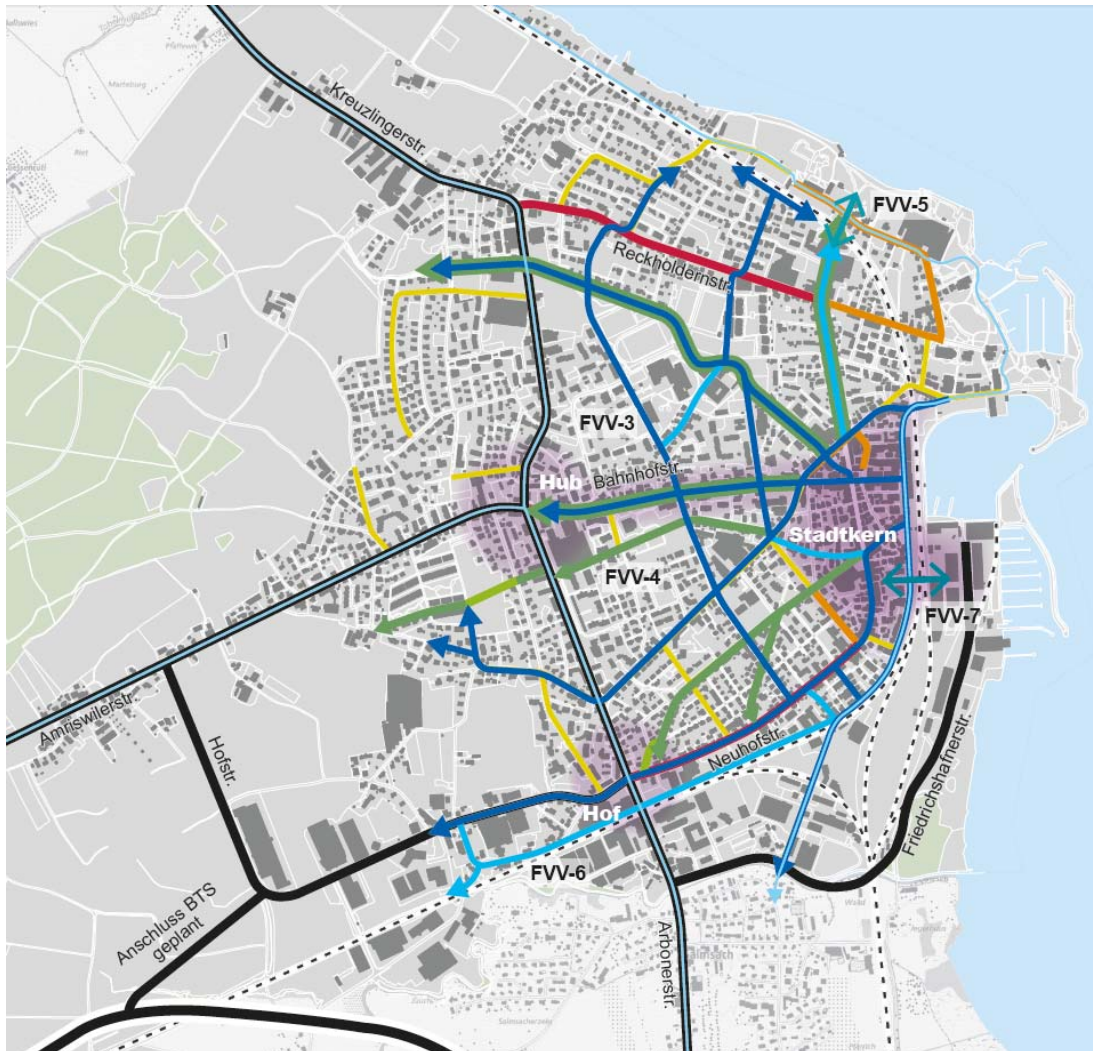 Kreuzlingerstr.
FVV-5
Reckholdernstr.
FVV-3
Hub
Bahnhofstr.
Stadtkern
FVV-4
FVV-7
Amriswilerstr.
Hofstr.
Neuhofstr.
Friedrichshafnerstr.
Hof
FVV-6
Anschluss BTS
geplant
Arbonerstr.